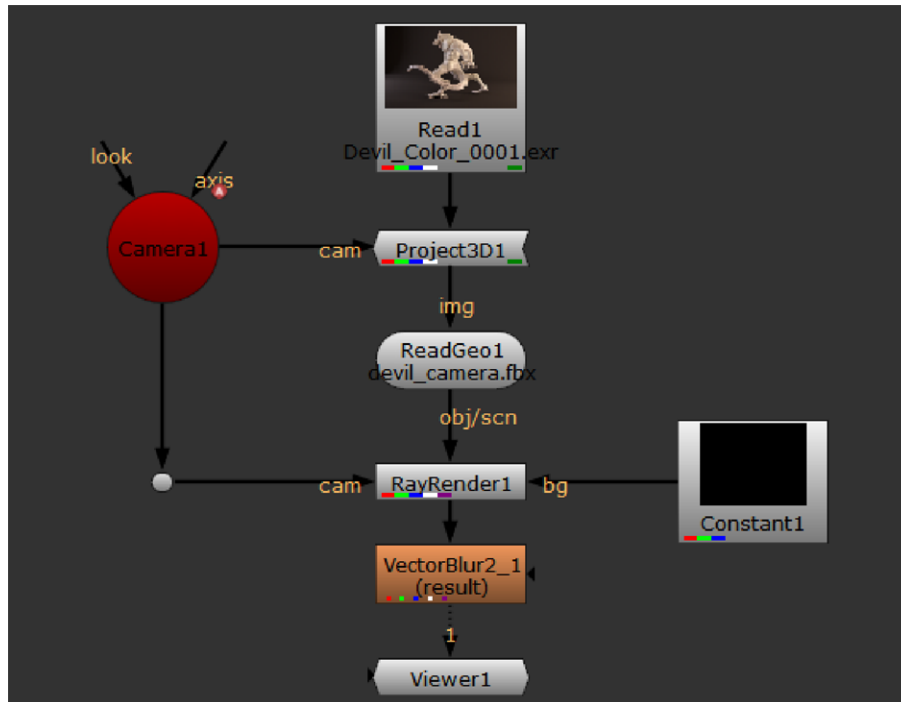 Read1
Devil_Color_0001.exr
look
axis
A
Camera1
cam
Project3D1
img
ReadGeo1
devil_camera.fbx
obj/scn
cam
RayRender1
bg
Constant1
VectorBlur2_1
(result)
1
Viewer1